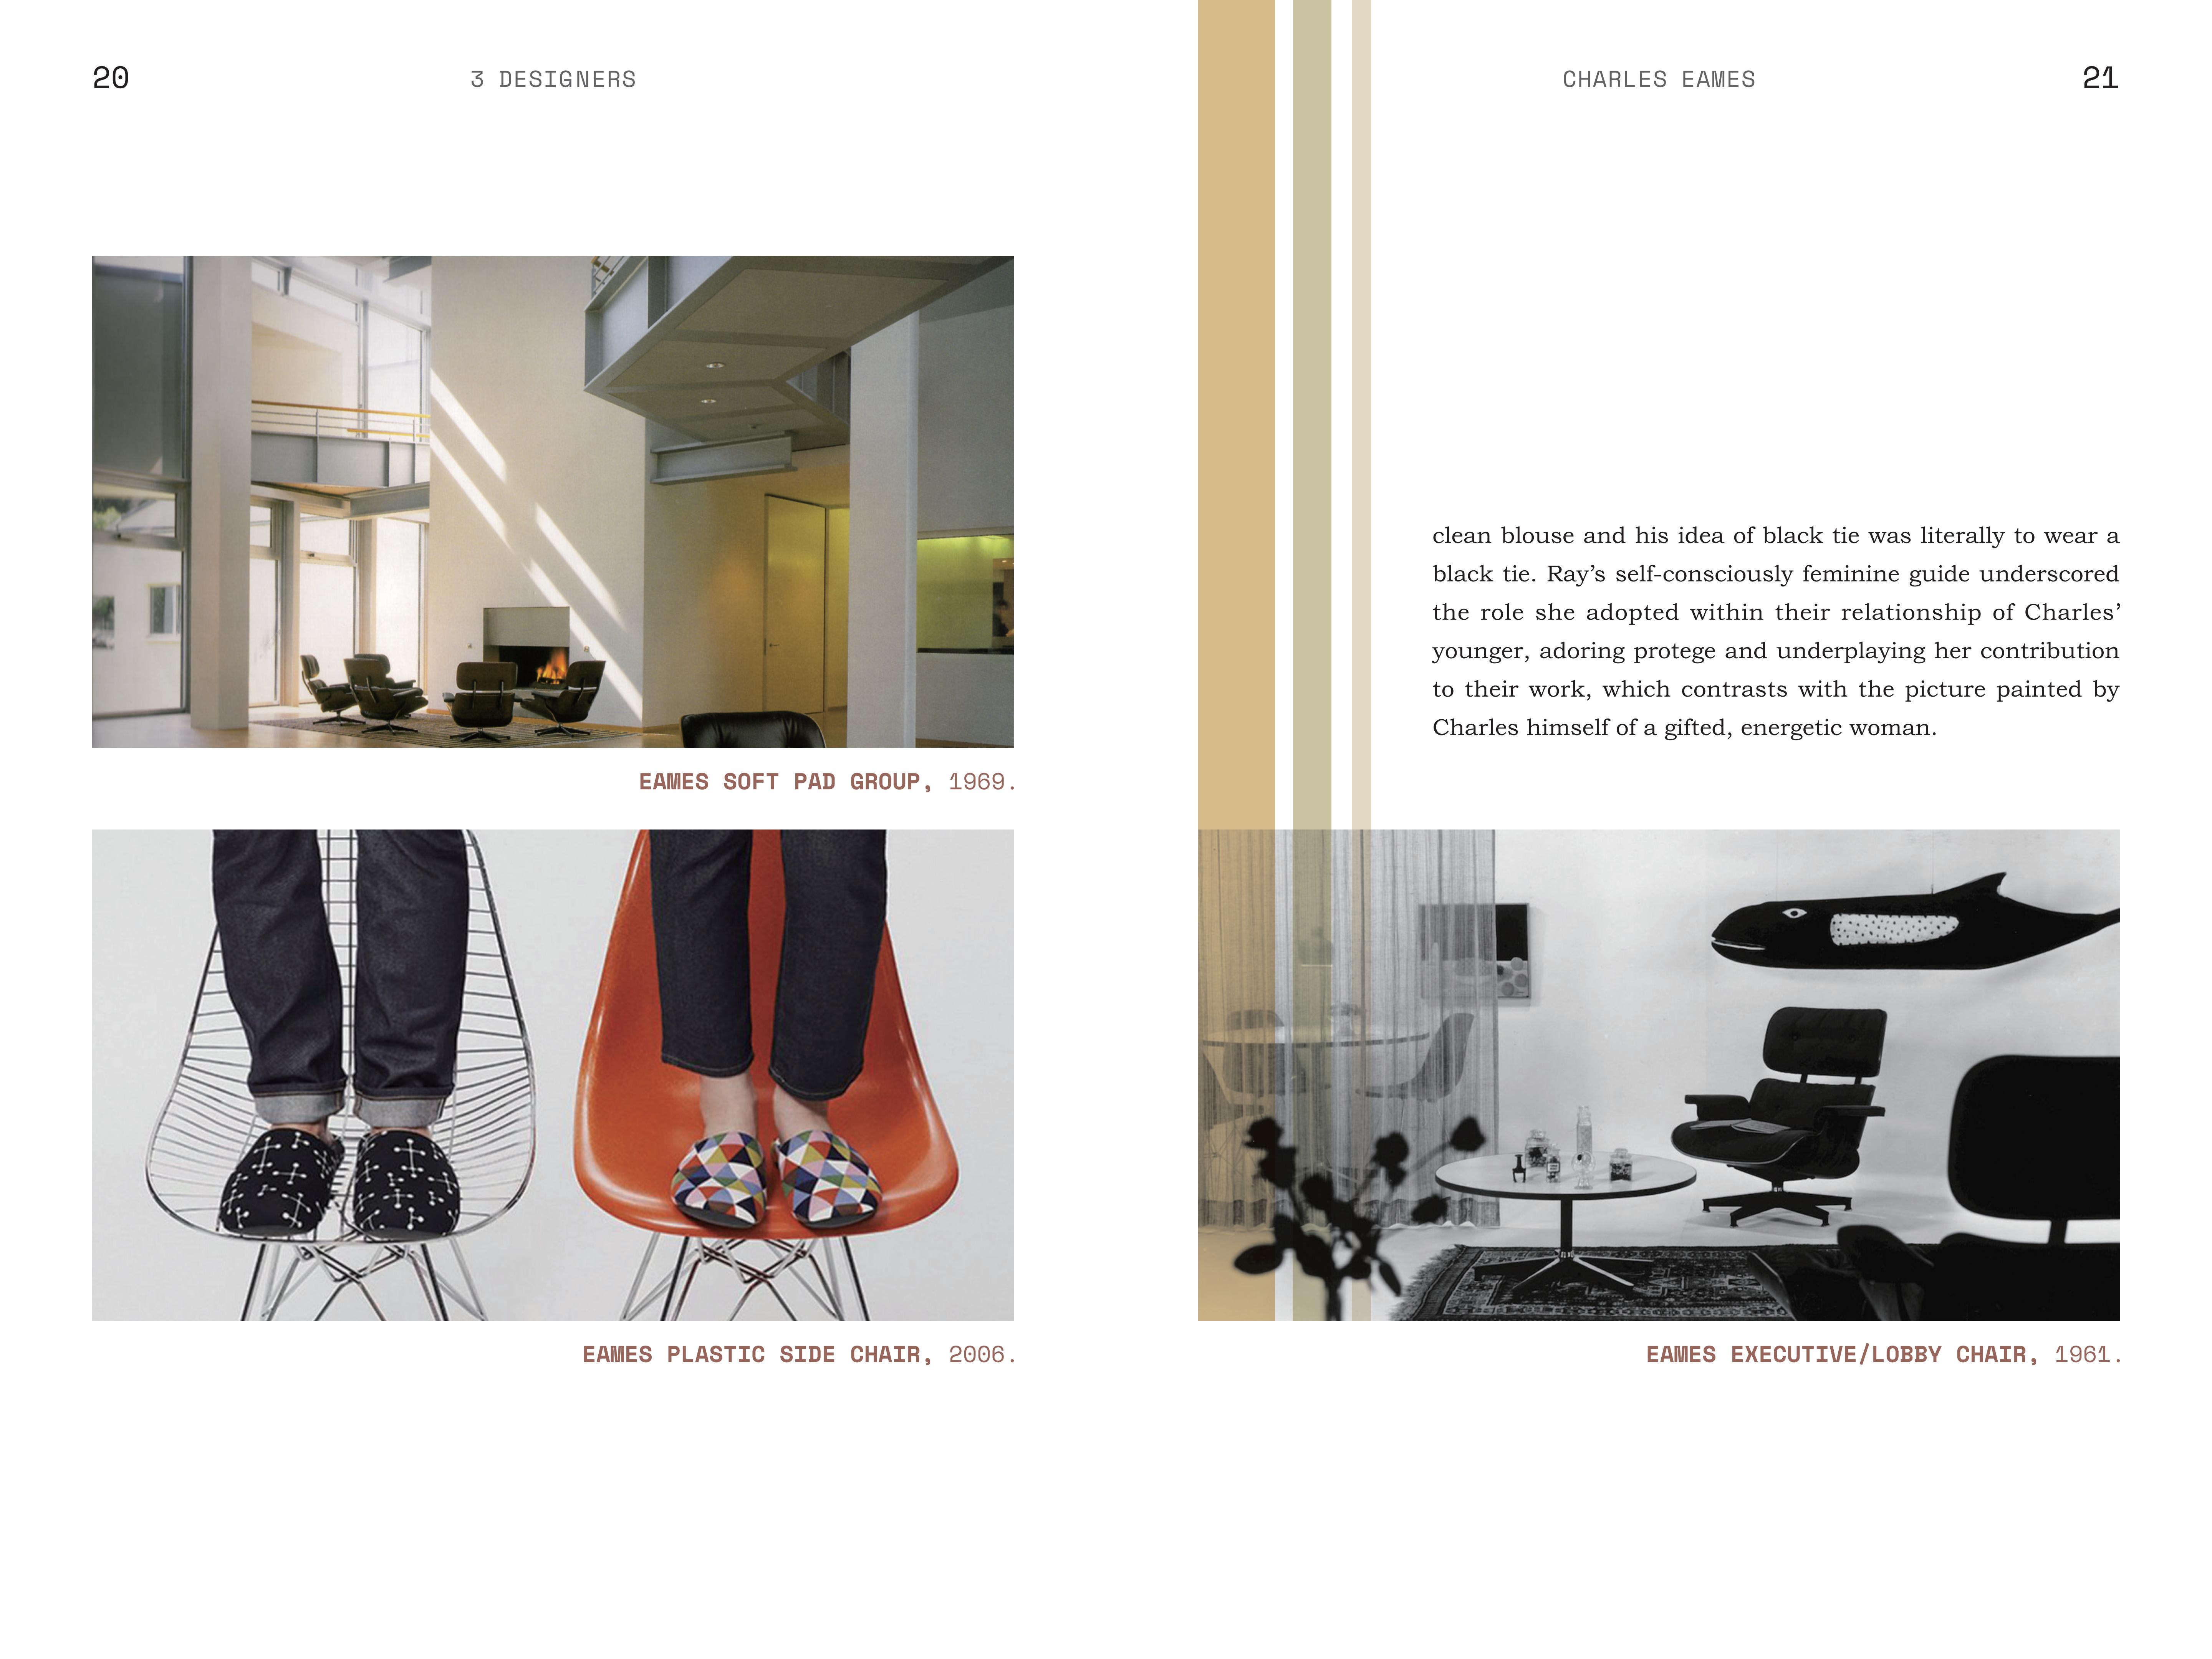 20
3 DESIGNERS
EAMES SOFT PAD GROUP, 1969.
EAMES PLASTIC SIDE CHAIR, 2006.
CHARLES EAMES
21
clean blouse and his idea of black tie was literally to wear a
black tie. Ray’s self-consciously feminine guide underscored
the role she adopted within their relationship of Charles’
younger, adoring protege and underplaying her contribution
to their work, which contrasts with the picture painted by
Charles himself of a gifted, energetic woman.
EAMES EXECUTIVE/LOBBY CHAIR, 1961.